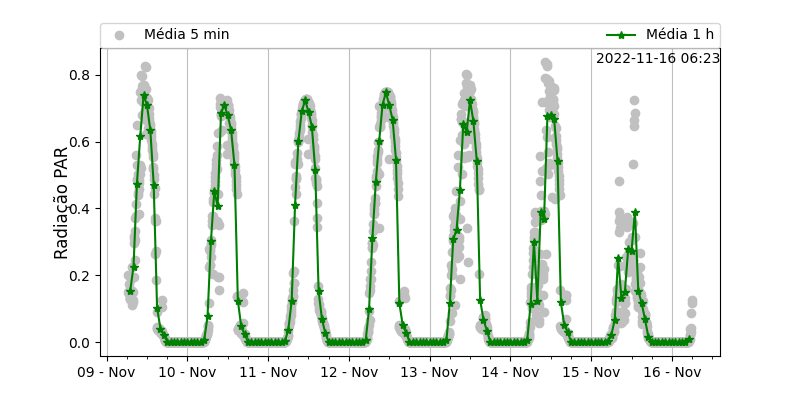 Média 5 min
Média 1 h
2022-11-16 06:23
Radiação PAR
0.8
0.6
0.4
0.2
0.0
09 - Nov
10 - Nov
11 - Nov
12 - Nov
13 - Nov
14 - Nov
15 - Nov
16 - Nov